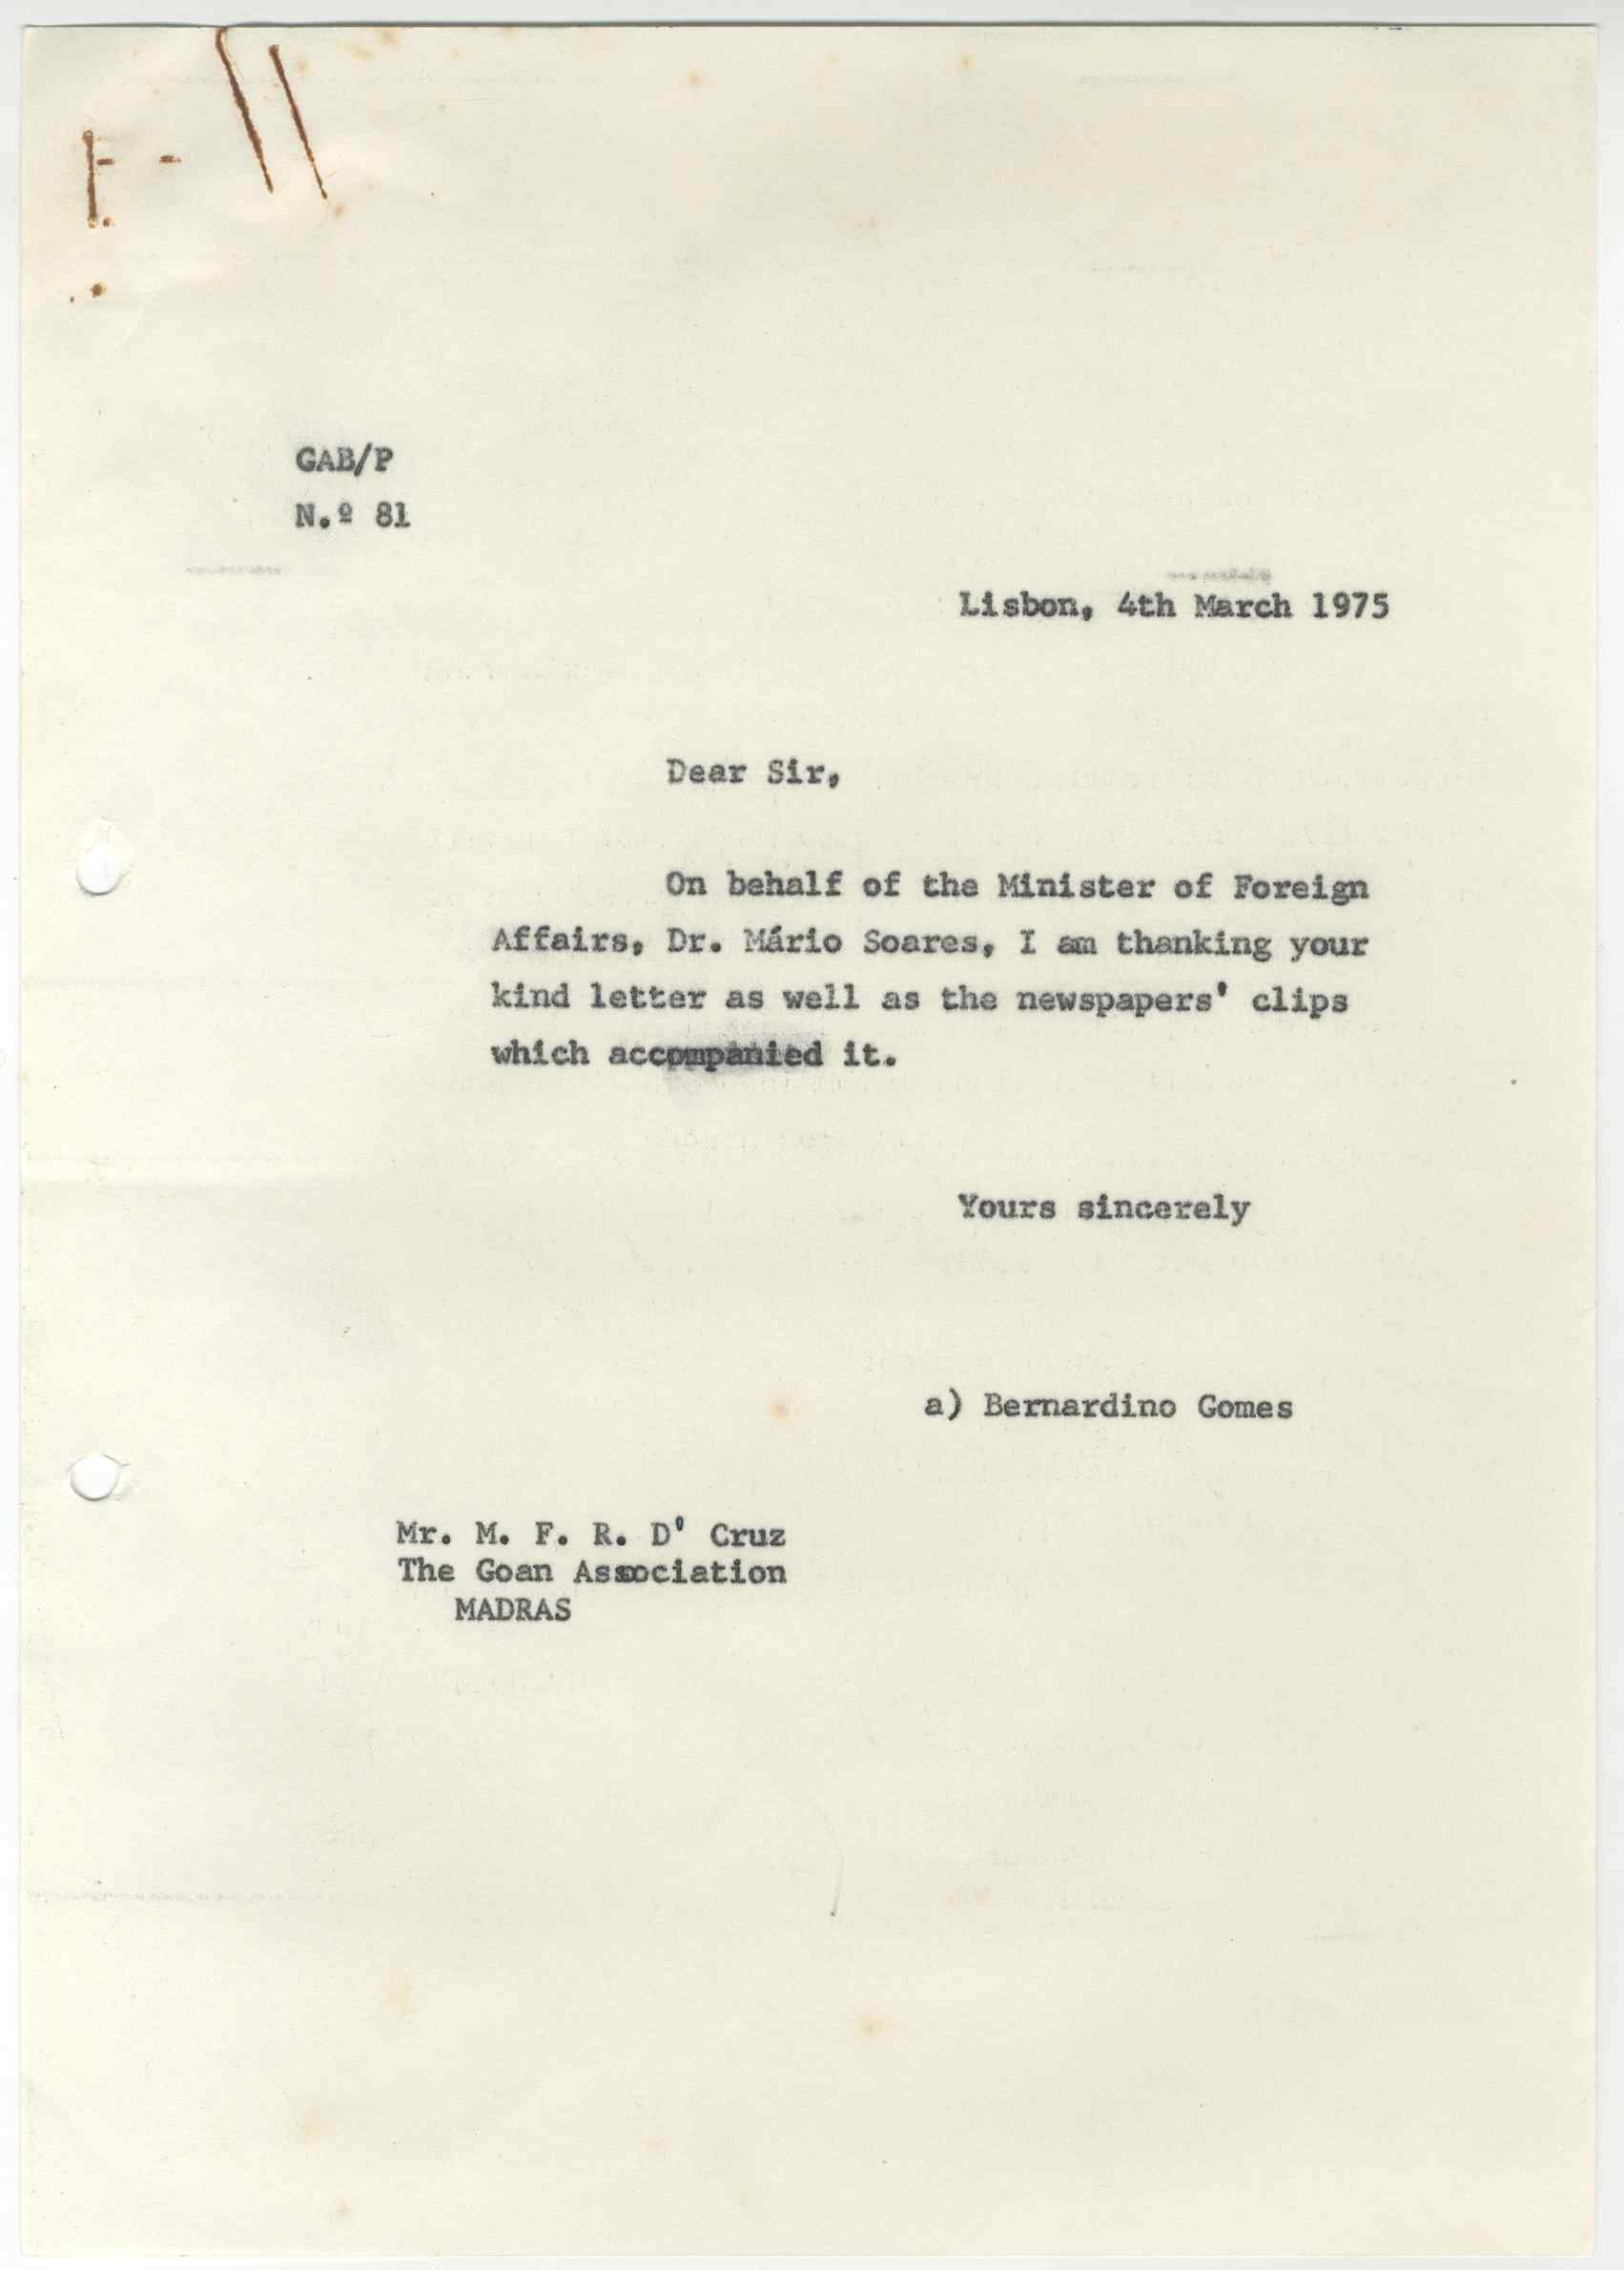 GAB/P
N.º 81
Lisbon, 4th March 1975
Dear Sir,
On behalf of the Minister of Foreign
Affairs, Dr. Mário Soares, I am thanking your
kind letter as well as the newspapers' clips
which accompanied it.
Yours sincerely
a) Bernardino Gomes
Mr. M. F. R. D' Cruz
The Goan Association
MADRAS